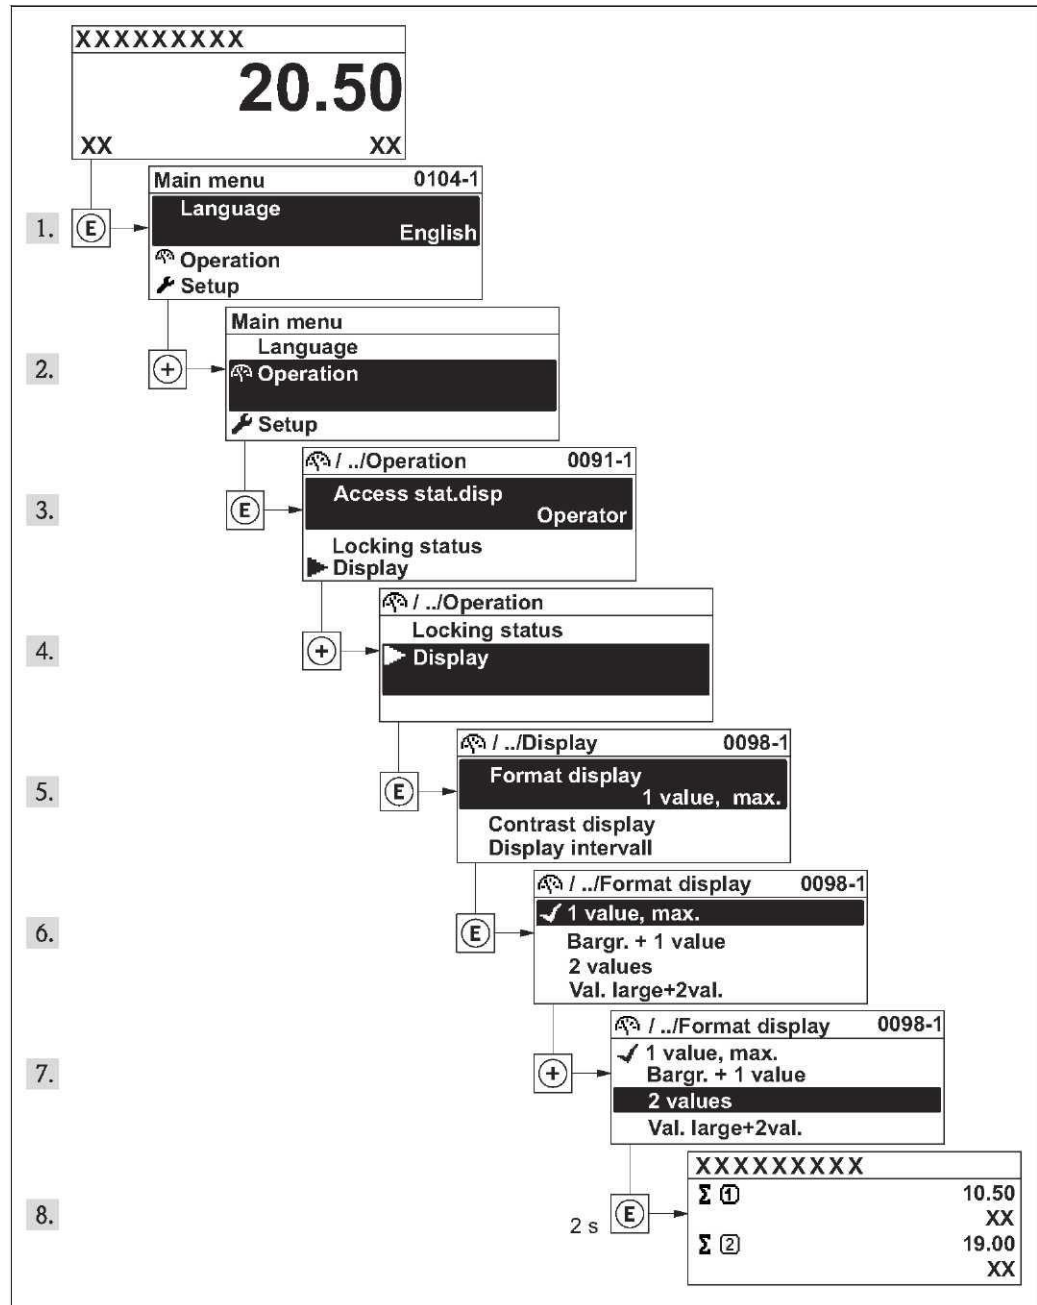 XXXXXXXXX
20.50
XX XX
Main menu 0104-1
1. E Language
English
Operation
Setup
Main menu
Language
2. + Operation
Setup
/ ../Operation 0091-1
3. E Access stat.disp
Operator
Locking status
Display
/ ../Operation
Locking status
4. + Display
/ ../Display 0098-1
5. E Format display
1 value, max.
Contrast display
Display intervall
/ ../Format display 0098-1
✓ 1 value, max.
6. E Bargr. + 1 value
2 values
Val. large+2val.
/ ../Format display 0098-1
✓ 1 value, max.
7. + Bargr. + 1 value
2 values
Val. large+2val.
XXXXXXXXX
Σ 1 10.50
8. 2 s E XX
Σ 2 19.00
XX